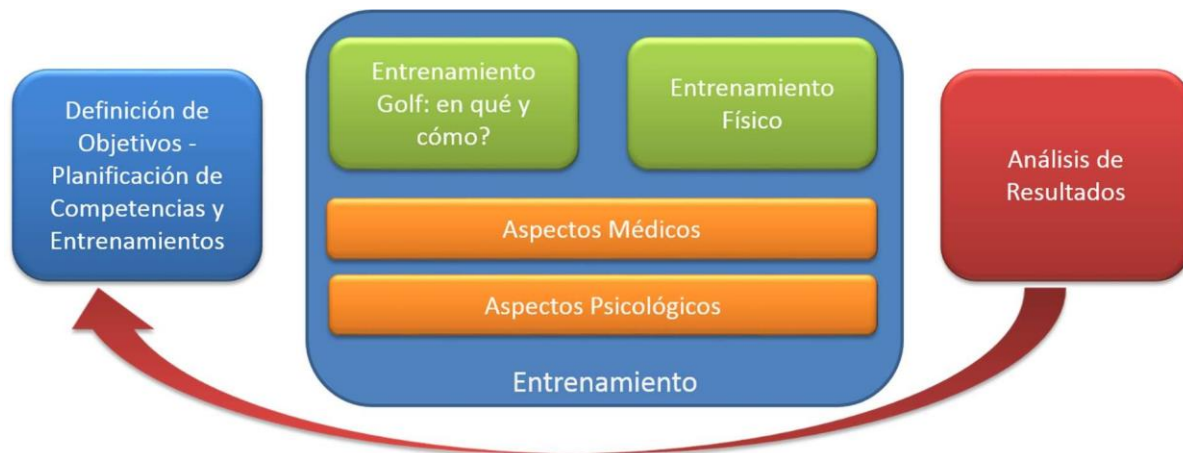 Definición de
Objetivos -
Planificación de
Competencias y
Entrenamientos
Entrenamiento
Golf: en qué y
cómo?
Entrenamiento
Físico
Aspectos Médicos
Aspectos Psicológicos
Entrenamiento
Análisis de
Resultados